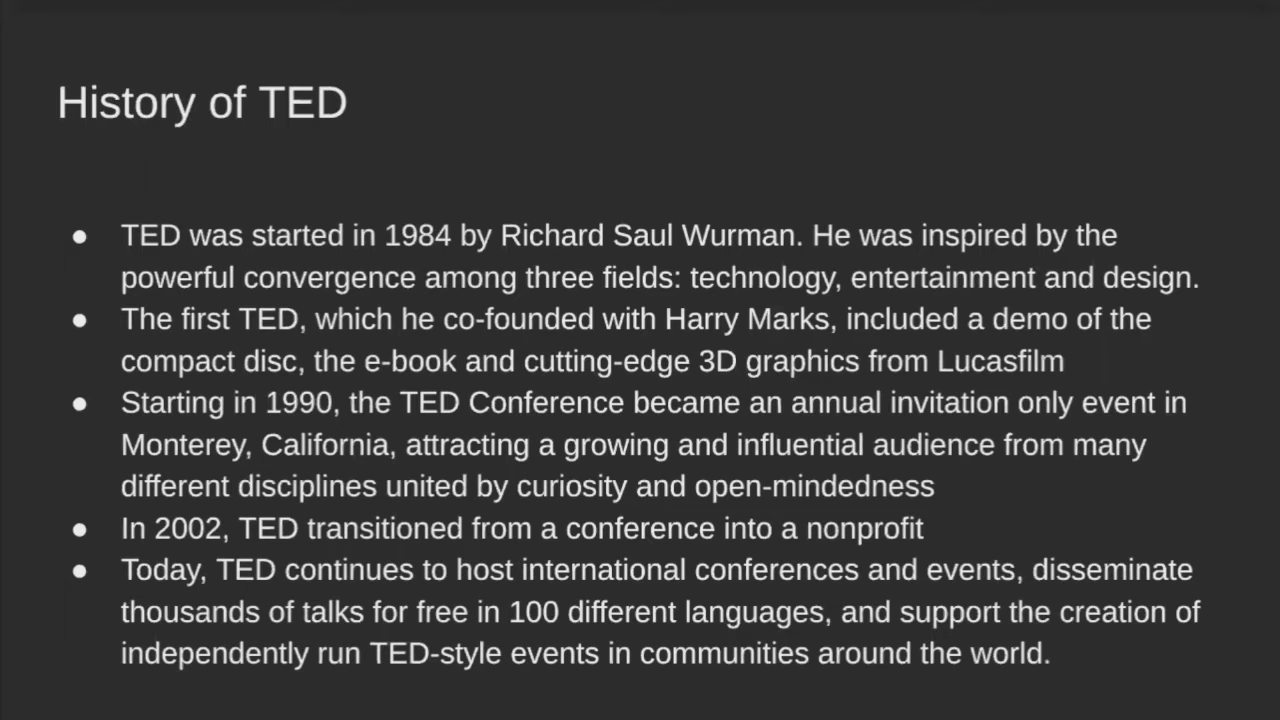 History of TED
● TED was started in 1984 by Richard Saul Wurman. He was inspired by the
powerful convergence among three fields: technology, entertainment and design.
● The first TED, which he co-founded with Harry Marks, included a demo of the
compact disc, the e-book and cutting-edge 3D graphics from Lucasfilm
● Starting in 1990, the TED Conference became an annual invitation only event in
Monterey, California, attracting a growing and influential audience from many
different disciplines united by curiosity and open-mindedness
● In 2002, TED transitioned from a conference into a nonprofit
● Today, TED continues to host international conferences and events, disseminate
thousands of talks for free in 100 different languages, and support the creation of
independently run TED-style events in communities around the world.